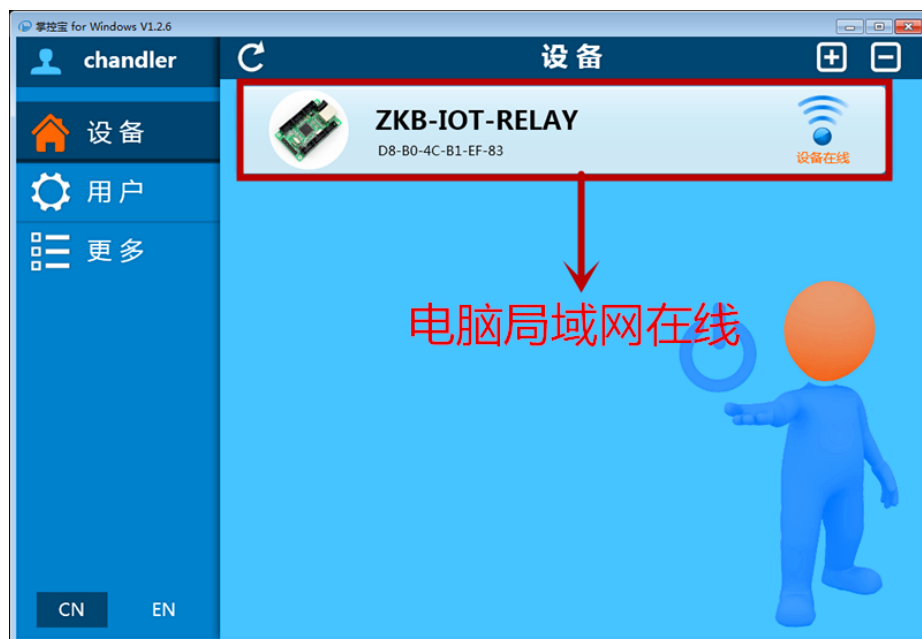 掌控宝 for Windows V1.2.6
chandler
设备
设备
用户
更多
ZKB-IOT-RELAY
D8-B0-4C-B1-EF-83
设备在线
电脑局域网在线
CN
EN